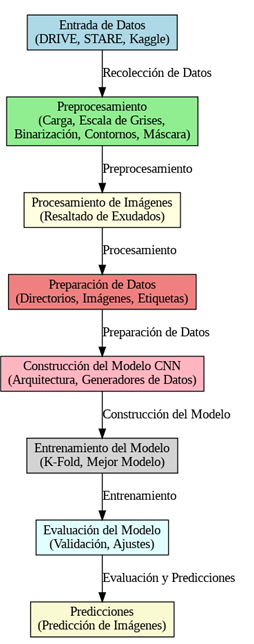 Entrada de Datos
(DRIVE, STARE, Kaggle)
Recolección de Datos
Preprocesamiento
(Carga, Escala de Grises,
Binarización, Contornos, Máscara)
Preprocesamiento
Procesamiento de Imágenes
(Resaltado de Exudados)
Procesamiento
Preparación de Datos
(Directorios, Imágenes, Etiquetas)
Preparación de Datos
Construcción del Modelo CNN
(Arquitectura, Generadores de Datos)
Construcción del Modelo
Entrenamiento del Modelo
(K-Fold, Mejor Modelo)
Entrenamiento
Evaluación del Modelo
(Validación, Ajustes)
Evaluación y Predicciones
Predicciones
(Predicción de Imágenes)